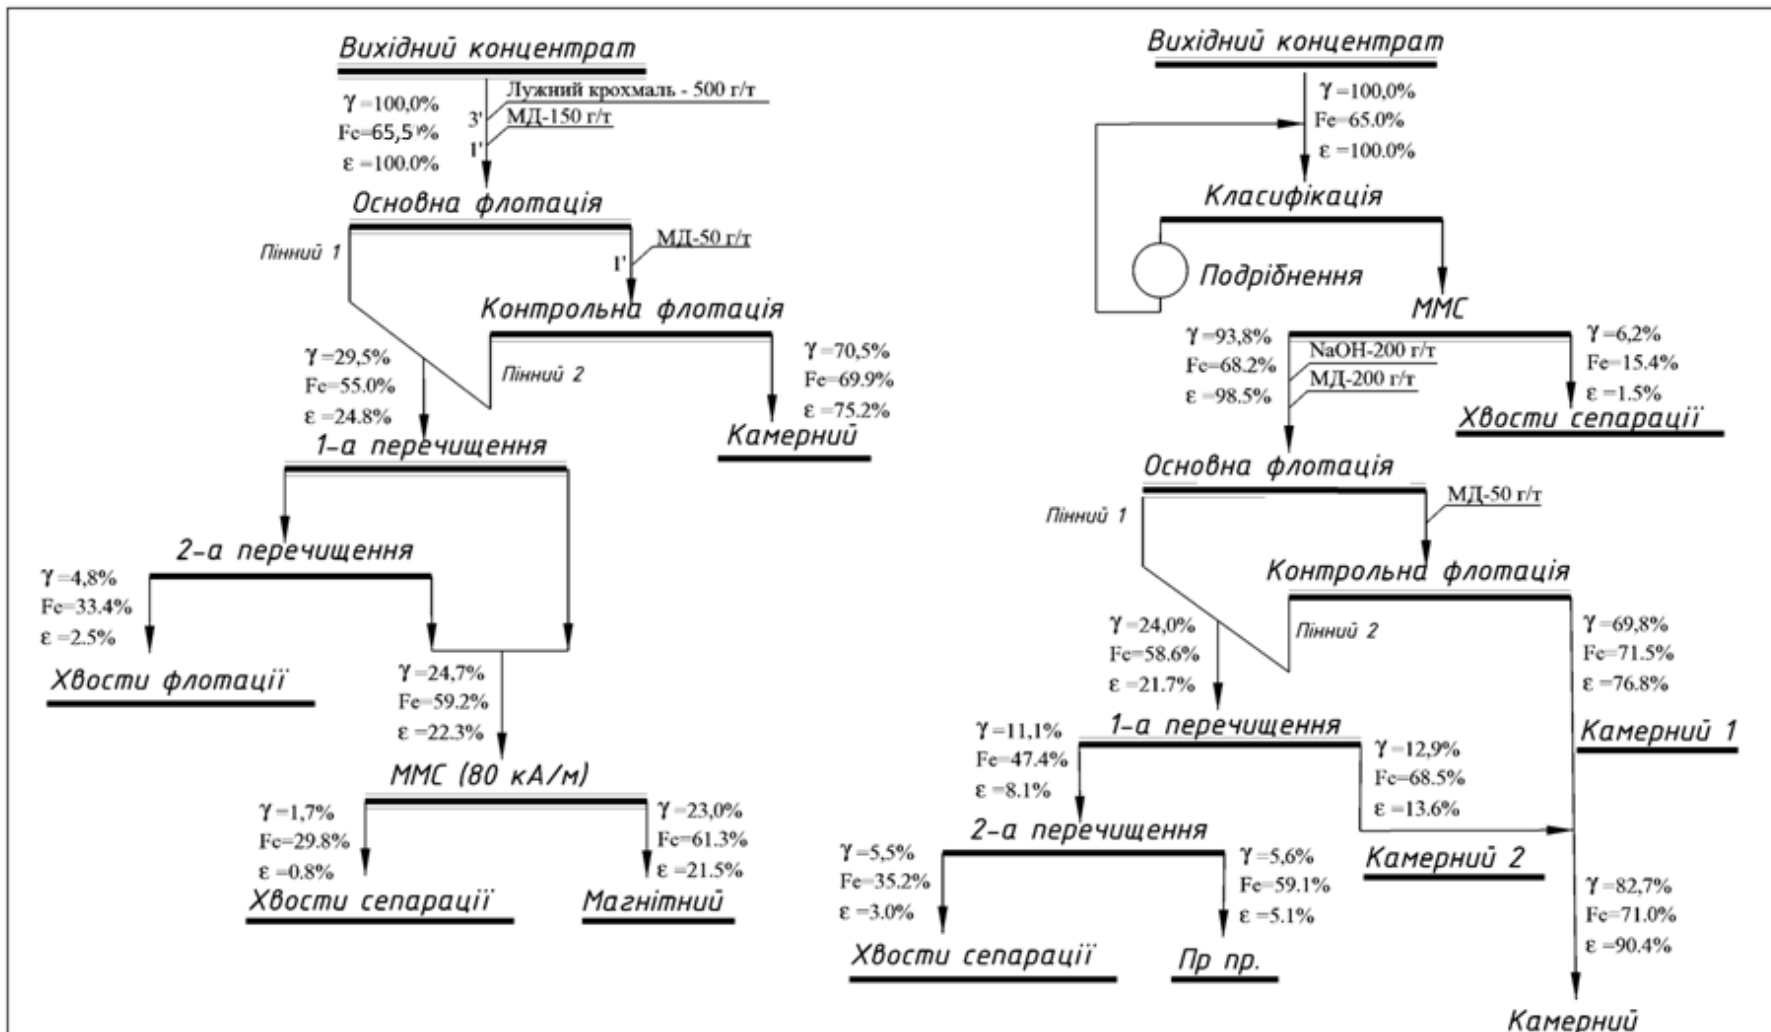 Вихідний концентрат
γ =100,0%
Fe=65,5%
ε =100.0%
Лужний крохмаль - 500 г/т
3'
МД-150 г/т
1'
Основна флотація
Пінний 1
МД-50 г/т
1'
Контрольна флотація
Пінний 2
γ =29,5%
Fe=55.0%
ε =24.8%
γ =70,5%
Fe=69.9%
ε =75.2%
Камерний
1-а перечищення
2-а перечищення
γ =4,8%
Fe=33.4%
ε =2.5%
Хвости флотації
γ =24,7%
Fe=59.2%
ε =22.3%
ММС (80 кА/м)
γ =1,7%
Fe=29.8%
ε =0.8%
Хвости сепарації
γ =23,0%
Fe=61.3%
ε =21.5%
Магнітний
Вихідний концентрат
γ =100,0%
Fe=65.0%
ε =100.0%
Класифікація
Подрібнення
ММС
γ =93,8%
Fe=68.2%
ε =98.5%
NaOH-200 г/т
МД-200 г/т
γ =6,2%
Fe=15.4%
ε =1.5%
Хвости сепарації
Основна флотація
Пінний 1
МД-50 г/т
Контрольна флотація
Пінний 2
γ =24,0%
Fe=58.6%
ε =21.7%
γ =69,8%
Fe=71.5%
ε =76.8%
Камерний 1
1-а перечищення
γ =11,1%
Fe=47.4%
ε =8.1%
γ =12,9%
Fe=68.5%
ε =13.6%
Камерний 2
2-а перечищення
γ =5,5%
Fe=35.2%
ε =3.0%
Хвости сепарації
γ =5,6%
Fe=59.1%
ε =5.1%
Пр пр.
γ =82,7%
Fe=71.0%
ε =90.4%
Камерний